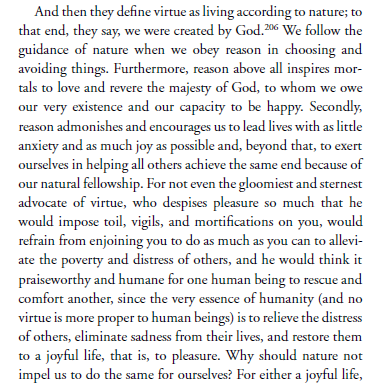 And then they define virtue as living according to nature; to
that end, they say, we were created by God.206 We follow the
guidance of nature when we obey reason in choosing and
avoiding things. Furthermore, reason above all inspires mor-
tals to love and revere the majesty of God, to whom we owe
our very existence and our capacity to be happy. Secondly,
reason admonishes and encourages us to lead lives with as little
anxiety and as much joy as possible and, beyond that, to exert
ourselves in helping all others achieve the same end because of
our natural fellowship. For not even the gloomiest and sternest
advocate of virtue, who despises pleasure so much that he
would impose toil, vigils, and mortifications on you, would
refrain from enjoining you to do as much as you can to allevi-
ate the poverty and distress of others, and he would think it
praiseworthy and humane for one human being to rescue and
comfort another, since the very essence of humanity (and no
virtue is more proper to human beings) is to relieve the distress
of others, eliminate sadness from their lives, and restore them
to a joyful life, that is, to pleasure. Why should nature not
impel us to do the same for ourselves? For either a joyful life,